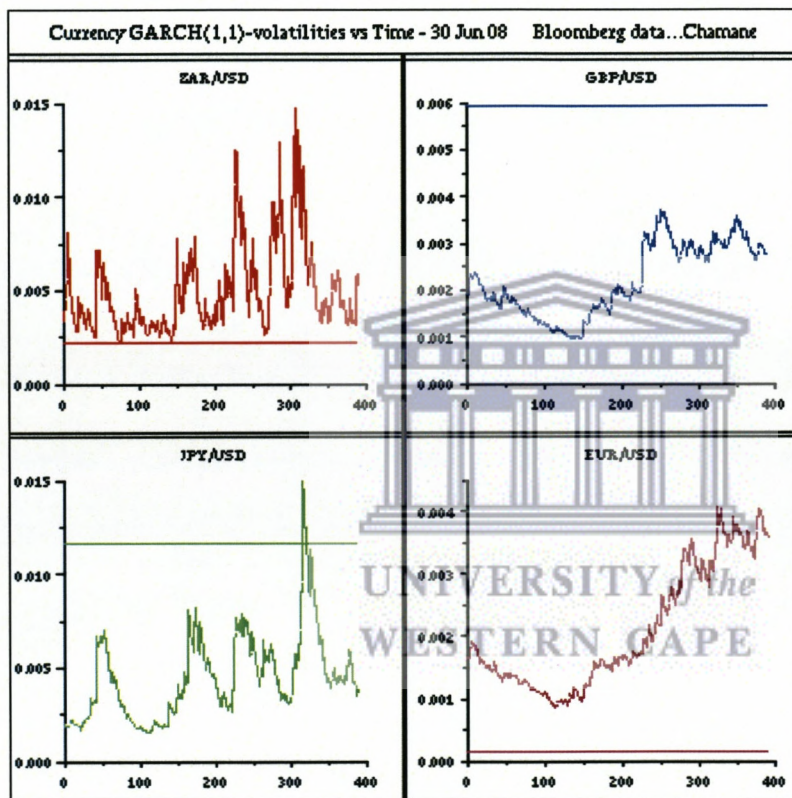 Currency GARCH(1,1)-volatilities vs Time - 30 Jun 08 Bloomberg data...Chamane
ZAR/USD
0.015
0.010
0.005
0.000
0 100 200 300 400
GBP/USD
0.006
0.005
0.004
0.003
0.002
0.001
0.000
0 100 200 300 400
JPY/USD
0.015
0.010
0.005
0.000
0 100 200 300 400
EUR/USD
0.004
0.003
0.002
0.001
0.000
0 100 200 300 400
UNIVERSITY of the
WESTERN CAPE